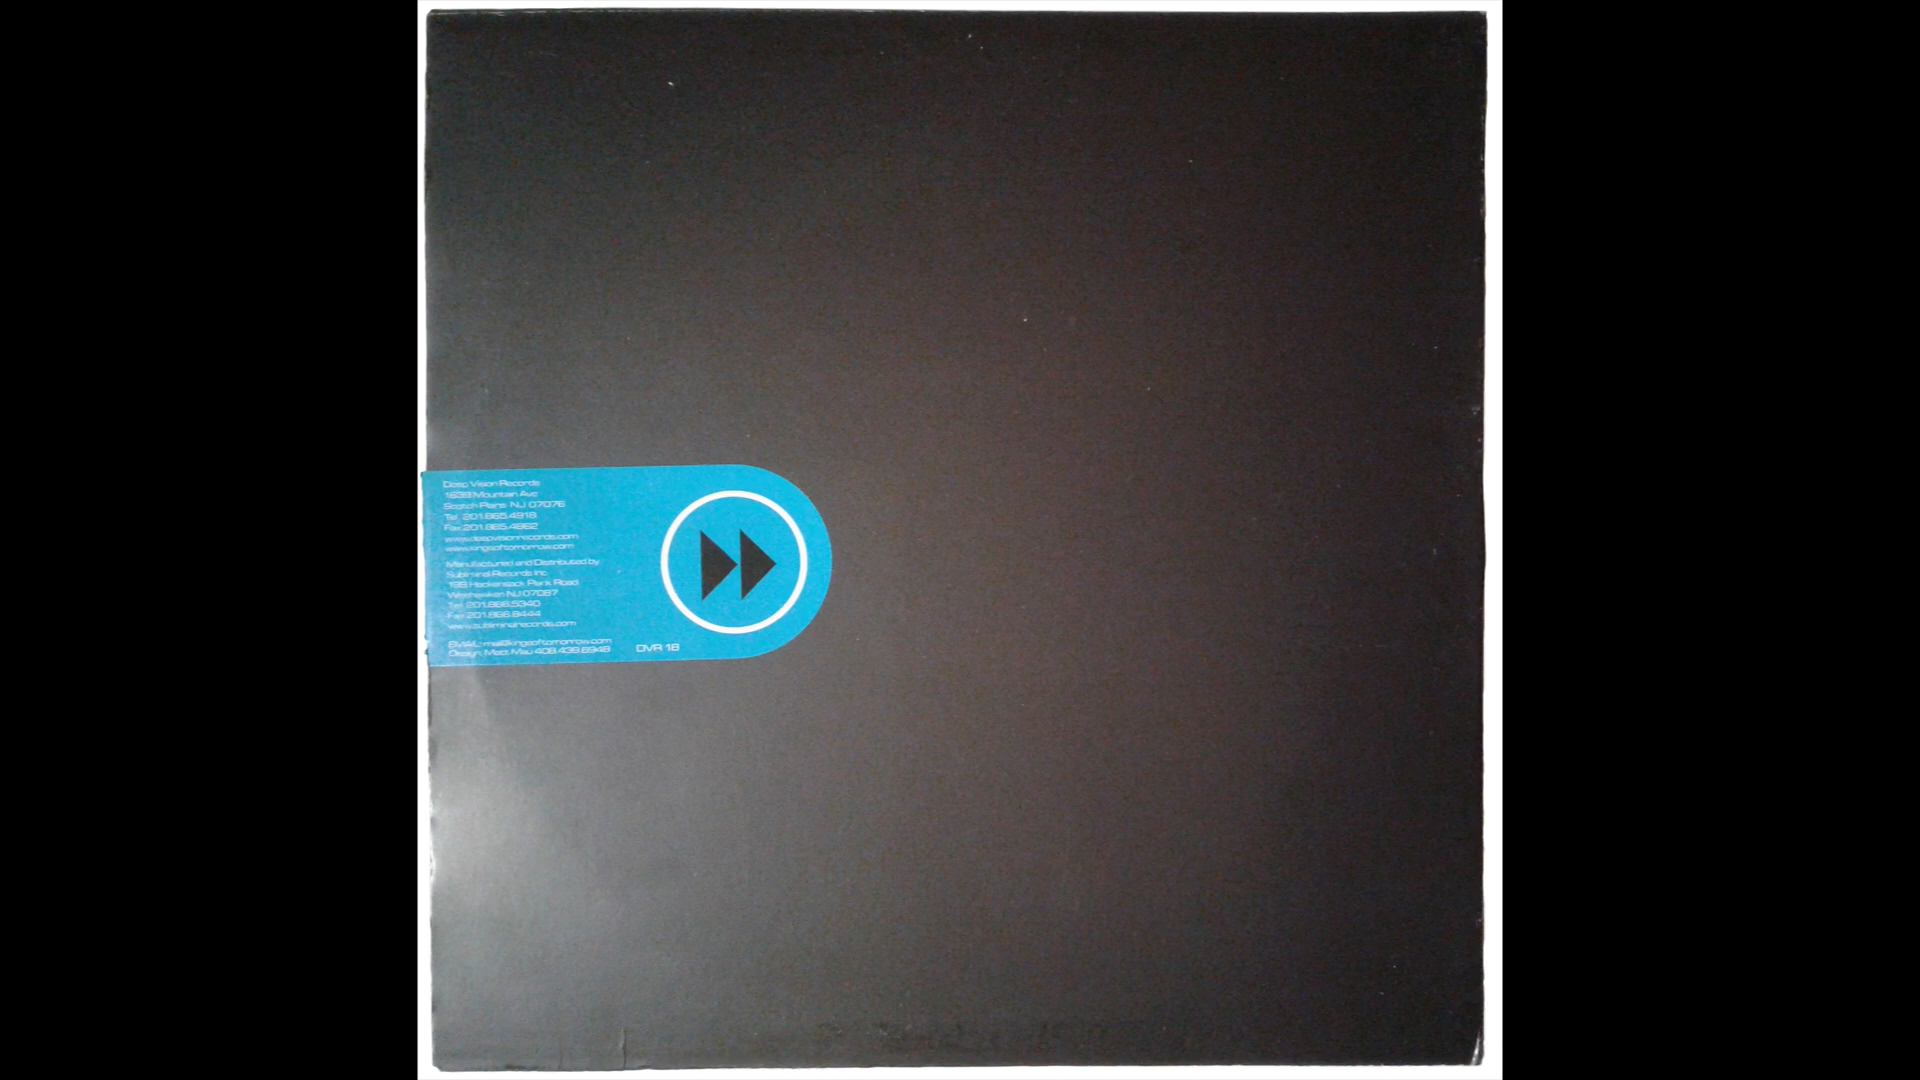 Deep Vision Records
1639 Mountain Ave
Scotch Plains NJ 07076
Tel 201.865.4918
Fax 201.865.4862
www.deepvisionrecords.com
www.kingsoftomorrow.com
Manufactured and Distributed by
Subliminal Records Inc
Hackensack Plank Road
Weehawken NJ 07087
Tel 201.866.5340
Fax 201.866.8444
www.subliminalrecords.com
EMAIL: mail@kingsoftomorrow.com
Design: Matt Mau 408.439.6948
DVR 18